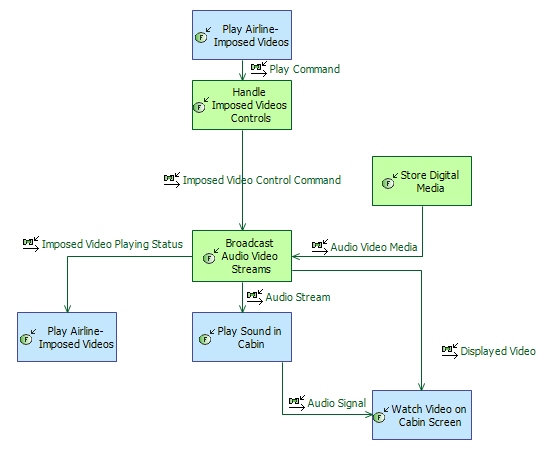 Play Airline-
Imposed Videos
Play Command
Handle
Imposed Videos
Controls
Imposed Video Control Command
Store Digital
Media
Imposed Video Playing Status
Broadcast
Audio Video
Streams
Audio Video Media
Audio Stream
Play Airline-
Imposed Videos
Play Sound in
Cabin
Displayed Video
Audio Signal
Watch Video on
Cabin Screen